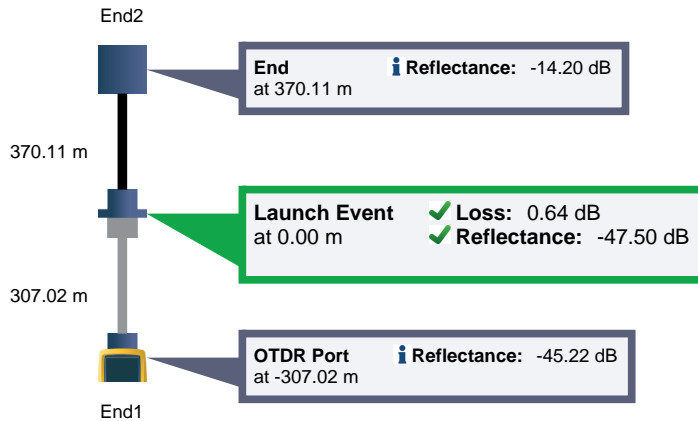 End2
End
Reflectance: -14.20 dB
at 370.11 m
370.11 m
Launch Event
Loss: 0.64 dB
at 0.00 m
Reflectance: -47.50 dB
307.02 m
OTDR Port
Reflectance: -45.22 dB
at -307.02 m
End1